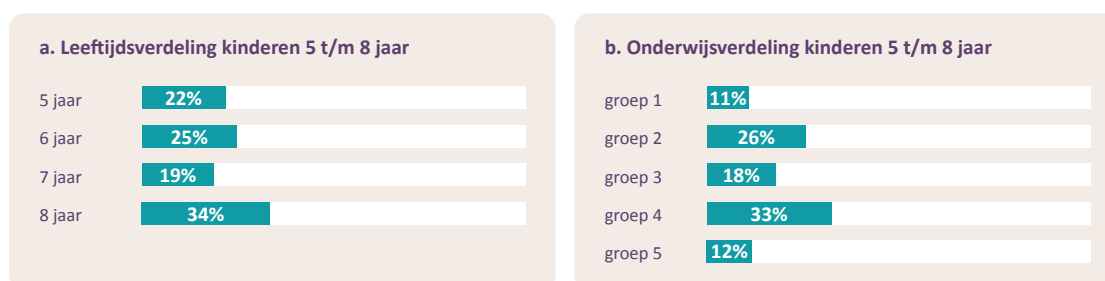 a. Leeftijdsverdeling kinderen 5 t/m 8 jaar
5 jaar 22%
6 jaar 25%
7 jaar 19%
8 jaar 34%
b. Onderwijsverdeling kinderen 5 t/m 8 jaar
groep 1 11%
groep 2 26%
groep 3 18%
groep 4 33%
groep 5 12%